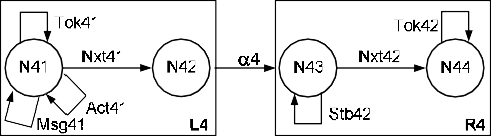 Tok41
Tok42
N41
Nxt41
N42
α4
N43
Nxt42
N44
Act41
Msg41
L4
Stb42
R4